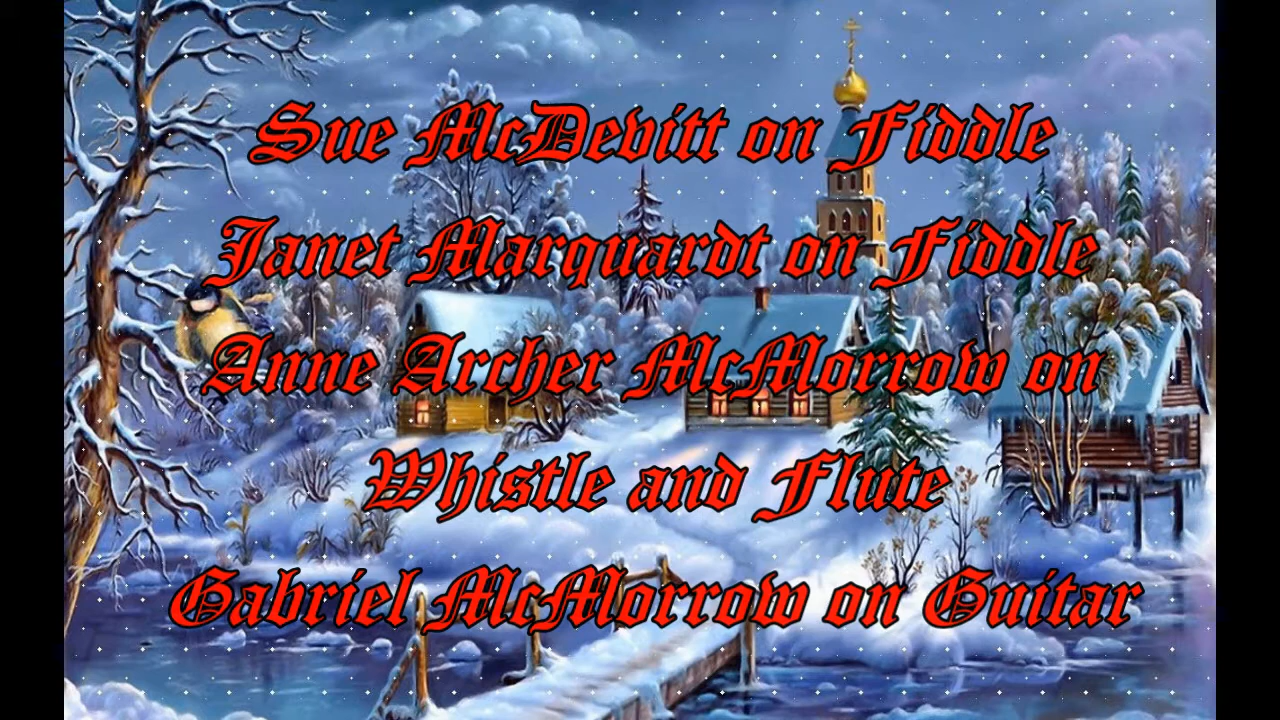 Sue McDevitt on Fiddle
Janet Marquardt on Fiddle
Anne Archer McMorrow on
Whistle and Flute
Gabriel McMorrow on Guitar